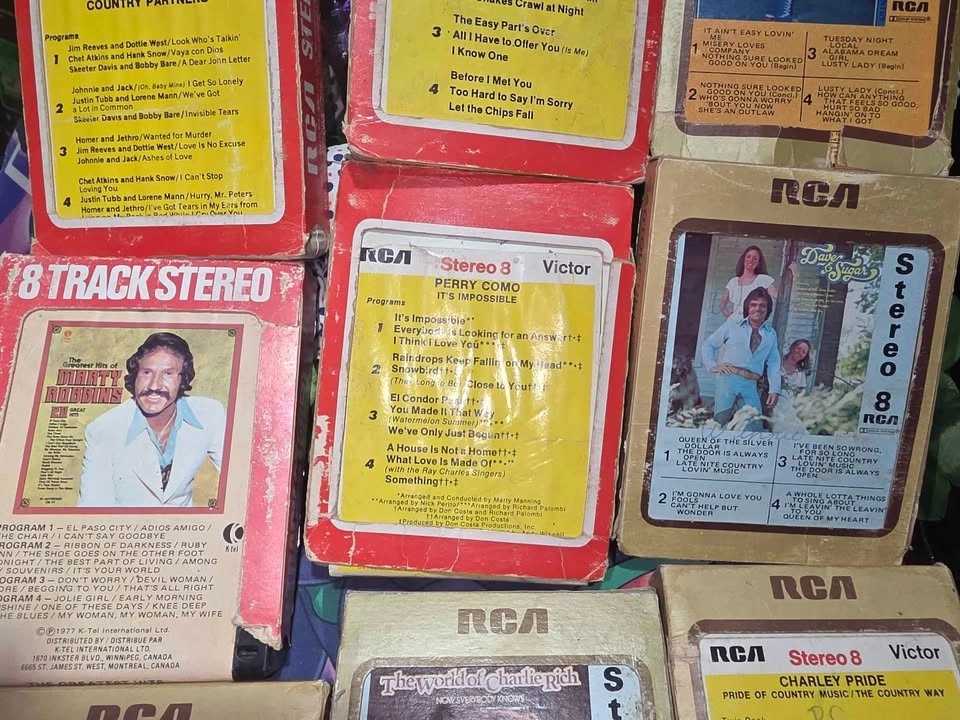 COUNTRY PARTNERS
Programs
1
Jim Reeves and Dottie West/Look Who's Talkin'
Chet Atkins and Hank Snow/Vaya con Dios
Skeeter Davis and Bobby Bare/A Dear John Letter
2
Johnnie and Jack/(Oh, Baby Mine) I Get So Lonely
Justin Tubb and Lorene Mann/We've Got
a Lot in Common
Skeeter Davis and Bobby Bare/Invisible Tears
3
Homer and Jethro/Wanted for Murder
Jim Reeves and Dottie West/Love Is No Excuse
Johnnie and Jack/Ashes of Love
4
Chet Atkins and Hank Snow/I Can't Stop
Loving You
Justin Tubb and Lorene Mann/Hurry, Mr. Peters
Homer and Jethro/I've Got Tears in My Ears from
RCA STE
Crawl at Night
3
The Easy Part's Over
All I Have to Offer You (Is Me)
I Know One
4
Before I Met You
Too Hard to Say I'm Sorry
Let the Chips Fall
RCA
1
IT AIN'T EASY LOVIN'
ME
MISERY LOVES
COMPANY
NOTHING SURE LOOKED
GOOD ON YOU (Begin)
3
TUESDAY NIGHT
LOCAL
ALABAMA DREAM
GIRL
LUSTY LADY (Begin)
2
NOTHING SURE LOOKED
GOOD ON YOU (Concl.)
WHO'S GONNA WORRY
'BOUT YOU NOW
SHE'S AN OUTLAW
4
LUSTY LADY (Concl.)
HOW CAN ANYTHING
THAT FEELS SO GOOD,
HURT SO BAD
HANGIN' ON TO
WHAT I GOT
8 TRACK STEREO
The
Greatest Hits of
MARTY
ROBBINS
20 GREAT
HITS
K-tel
PROGRAM 1 — EL PASO CITY / ADIOS AMIGO /
THE CHAIR / I CAN'T SAY GOODBYE
ROGRAM 2 — RIBBON OF DARKNESS / RUBY
NN / THE SHOE GOES ON THE OTHER FOOT
TONIGHT / THE BEST PART OF LIVING / AMONG
SOUVENIRS / IT'S YOUR WORLD
ROGRAM 3 — DON'T WORRY / DEVIL WOMAN /
ORE / BEGGING TO YOU / THAT'S ALL RIGHT
OGRAM 4 — JOLIE GIRL / EARLY MORNING
SHINE / ONE OF THESE DAYS / KNEE DEEP
HE BLUES / MY WOMAN, MY WOMAN, MY WIFE
©Ⓟ1977 K-Tel International Ltd.
DISTRIBUTED BY / DISTRIBUE PAR
K-TEL INTERNATIONAL LTD.
1670 INKSTER BLVD., WINNIPEG, CANADA
6665 ST. JAMES ST. WEST, MONTREAL, CANADA
THE GREATEST HITS
RCA Stereo 8 Victor
PERRY COMO
IT'S IMPOSSIBLE
Programs
1
It's Impossible**
Everybody Is Looking for an Answer†•‡
I Think I Love You***•‡
2
Raindrops Keep Fallin' on My Head**•‡
Snowbird††•‡
(They Long to Be) Close to You††•‡
3
El Condor Pasa††•‡
You Made It That Way
(Watermelon Summer)
We've Only Just Begun††•‡
4
A House Is Not a Home††•‡
What Love Is Made Of
(with the Ray Charles Singers)
Something††•‡
*Arranged and Conducted by Marty Manning
**Arranged by Nick Perito/***Arranged by Richard Palombi
†Arranged by Don Costa and Richard Palombi
††Arranged by Don Costa
‡Produced by Don Costa Productions, Inc.
RCA
Dave
& Sugar
Stereo 8
RCA
1
QUEEN OF THE SILVER
DOLLAR
THE DOOR IS ALWAYS
OPEN
LATE NITE COUNTRY
LOVIN' MUSIC
3
I'VE BEEN SO WRONG,
FOR SO LONG
LATE NITE COUNTRY
LOVIN' MUSIC
THE DOOR IS ALWAYS
OPEN
2
I'M GONNA LOVE YOU
FOOLS
CAN'T HELP BUT
WONDER
4
A WHOLE LOTTA THINGS
TO SING ABOUT
I'M LEAVIN' THE LEAVIN'
TO YOU
QUEEN OF MY HEART
RCA
RCA
The World of Charlie Rich
NOW EVERYBODY KNOWS
St
RCA
RCA Stereo 8 Victor
CHARLEY PRIDE
PRIDE OF COUNTRY MUSIC/THE COUNTRY WAY
Twin Pack